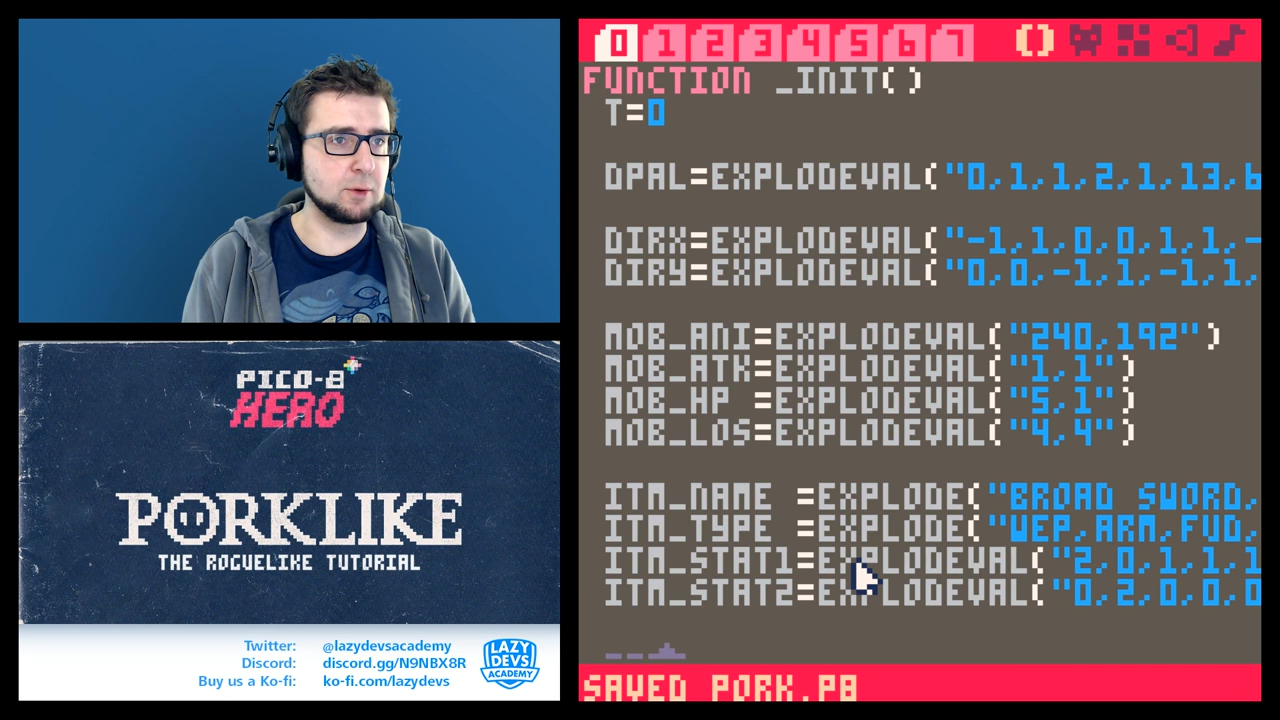 0 1 2 3 4 5 6 7 ()
FUNCTION _INIT()
T=0
DPAL=EXPLODEVAL("0,1,1,2,1,13,6
DIRX=EXPLODEVAL("-1,1,0,0,1,1,-
DIRY=EXPLODEVAL("0,0,-1,1,-1,1,
MOB_ANI=EXPLODEVAL("240,192")
MOB_ATK=EXPLODEVAL("1,1")
MOB_HP =EXPLODEVAL("5,1")
MOB_LOS=EXPLODEVAL("4,4")
ITM_NAME =EXPLODE("BROAD SWORD,
ITM_TYPE =EXPLODE("WEP,ARM,FUD,
ITM_STAT1=EXPLODEVAL("2,0,1,1,1
ITM_STAT2=EXPLODEVAL("0,2,0,0,0
SAVED PORK.P8
PICO-8
HERO
PORKLIKE
THE ROGUELIKE TUTORIAL
Twitter: @lazydevsacademy
Discord: discord.gg/N9NBX8R
Buy us a Ko-fi: ko-fi.com/lazydevs
LAZY
DEVS
ACADEMY